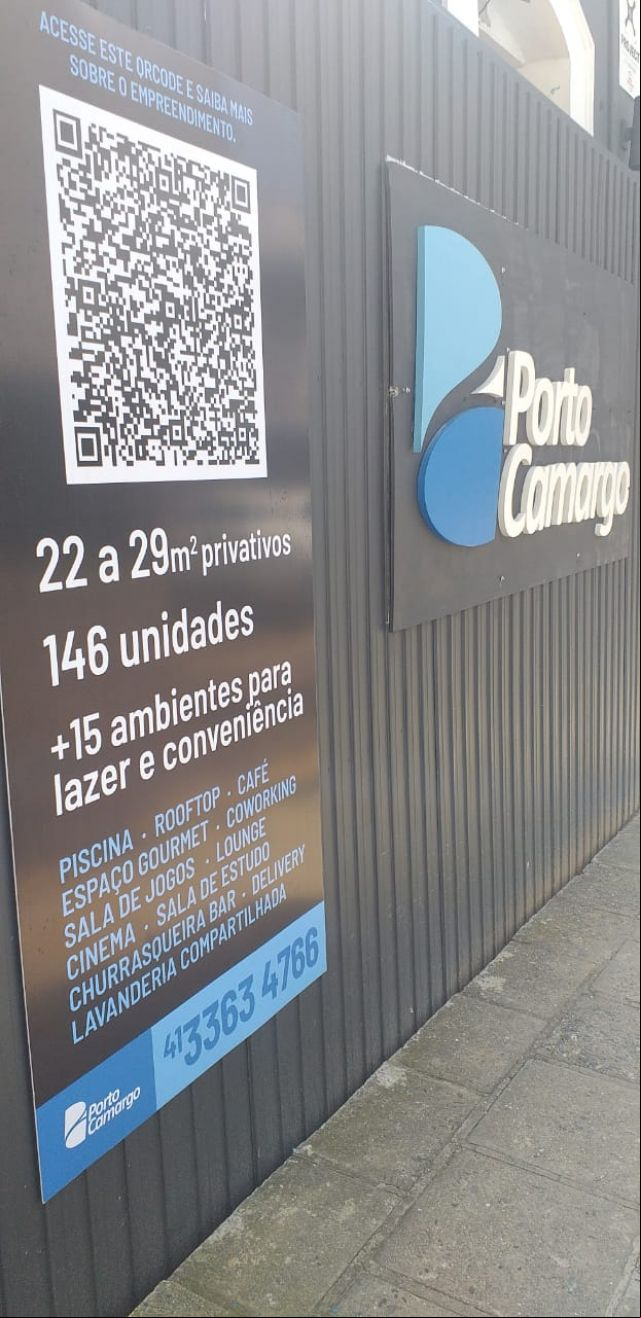 ACESSE ESTE QRCODE E SAIBA MAIS
SOBRE O EMPREENDIMENTO.
22 a 29m² privativos
146 unidades
+15 ambientes para
lazer e conveniência
PISCINA · ROOFTOP · CAFÉ
ESPAÇO GOURMET · COWORKING
SALA DE JOGOS · LOUNGE
CINEMA · SALA DE ESTUDO
CHURRASQUEIRA BAR · DELIVERY
LAVANDERIA COMPARTILHADA
41 3363 4766
Porto
Camargo
Porto
Camargo